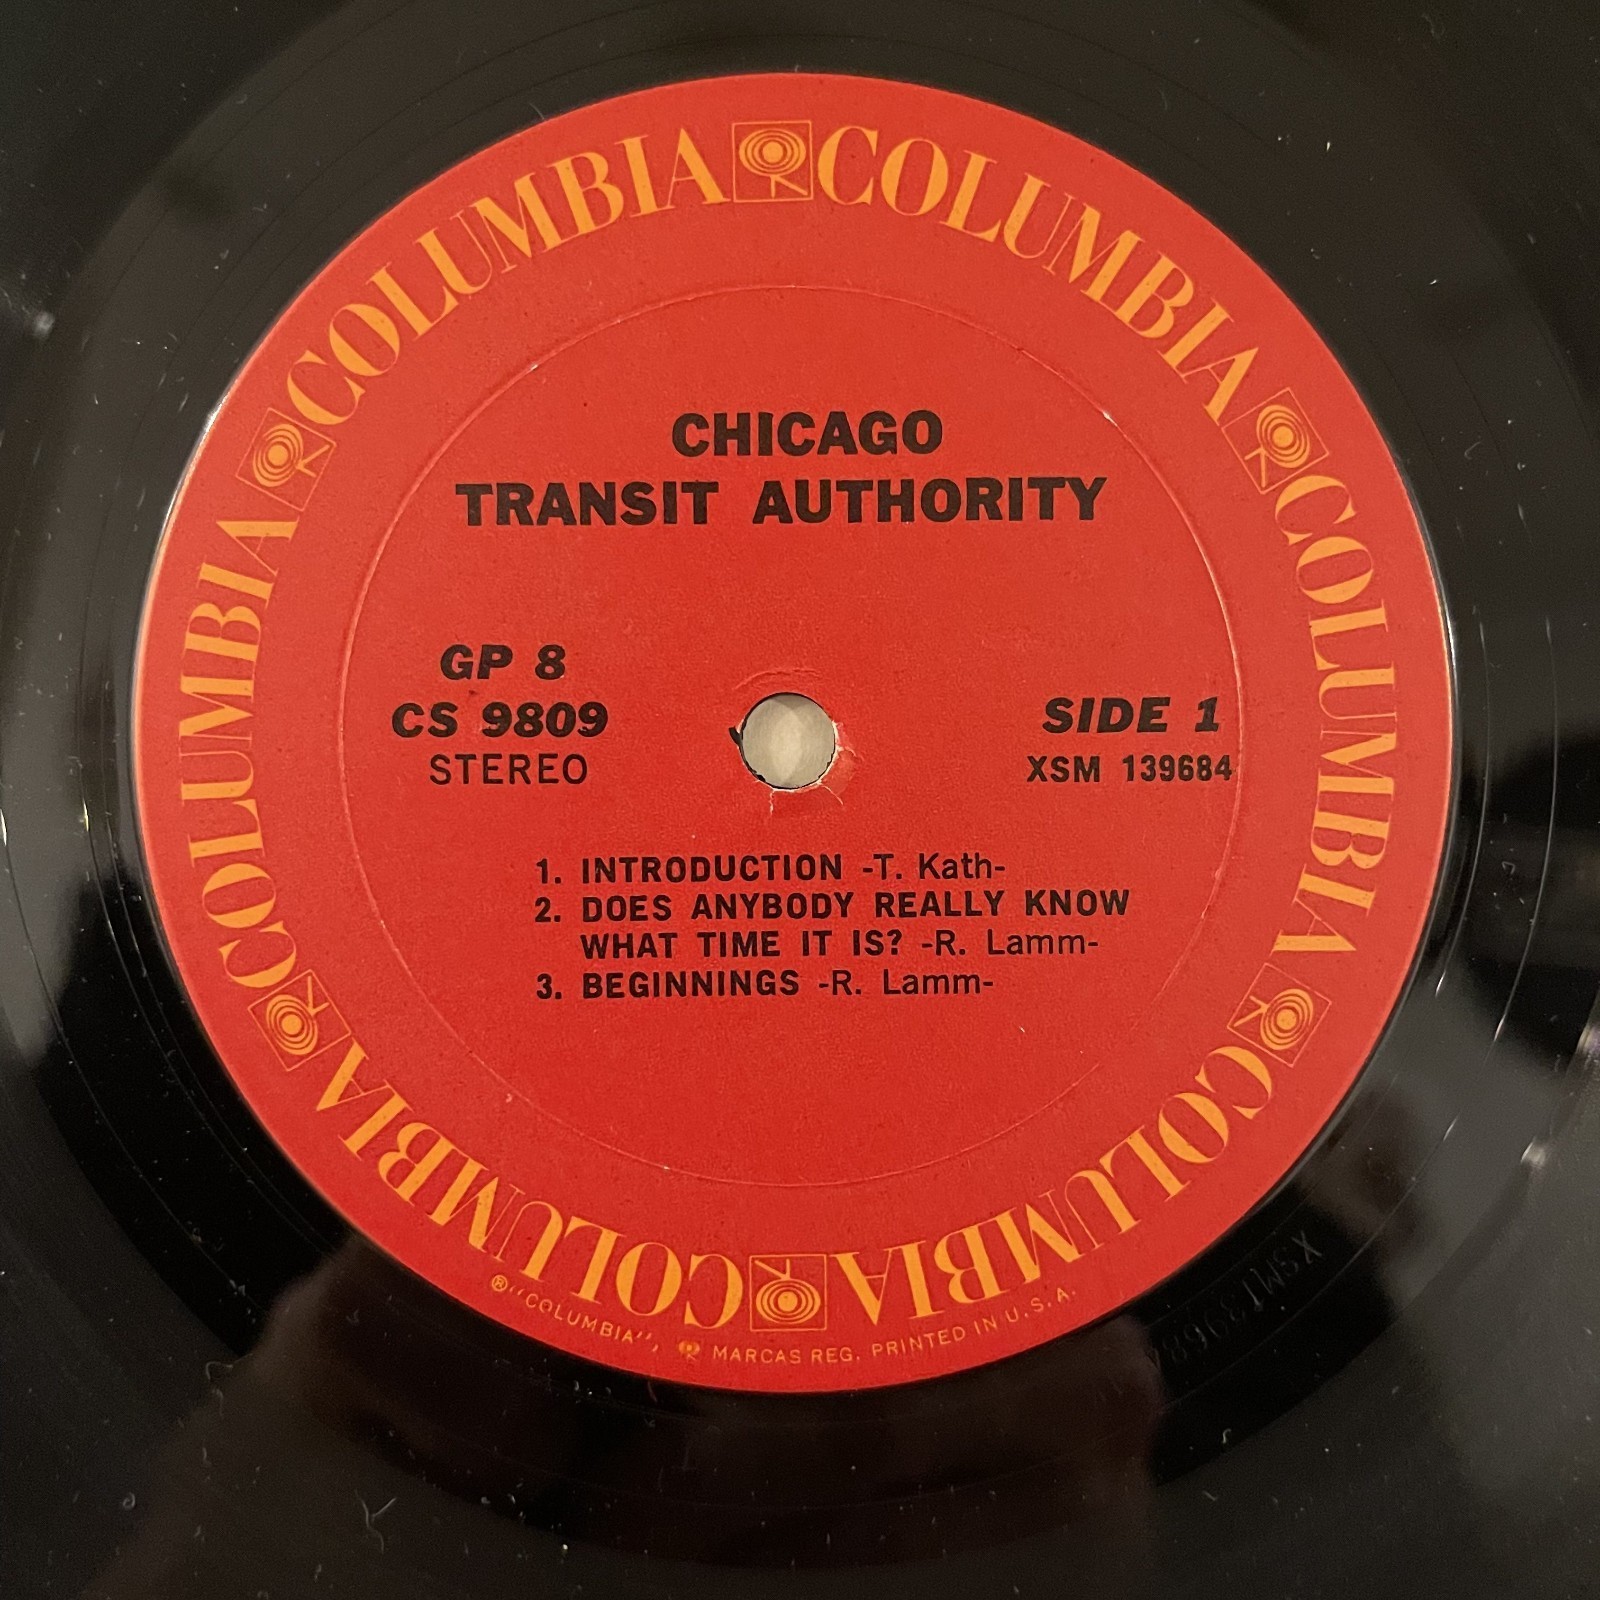 COLUMBIA COLUMBIA COLUMBIA COLUMBIA COLUMBIA COLUMBIA
CHICAGO
TRANSIT AUTHORITY
GP 8
CS 9809
STEREO
SIDE 1
XSM 139684
1. INTRODUCTION -T. Kath-
2. DOES ANYBODY REALLY KNOW
WHAT TIME IT IS? -R. Lamm-
3. BEGINNINGS -R. Lamm-
® "COLUMBIA", MARCAS REG. PRINTED IN U.S.A.
XSM139684